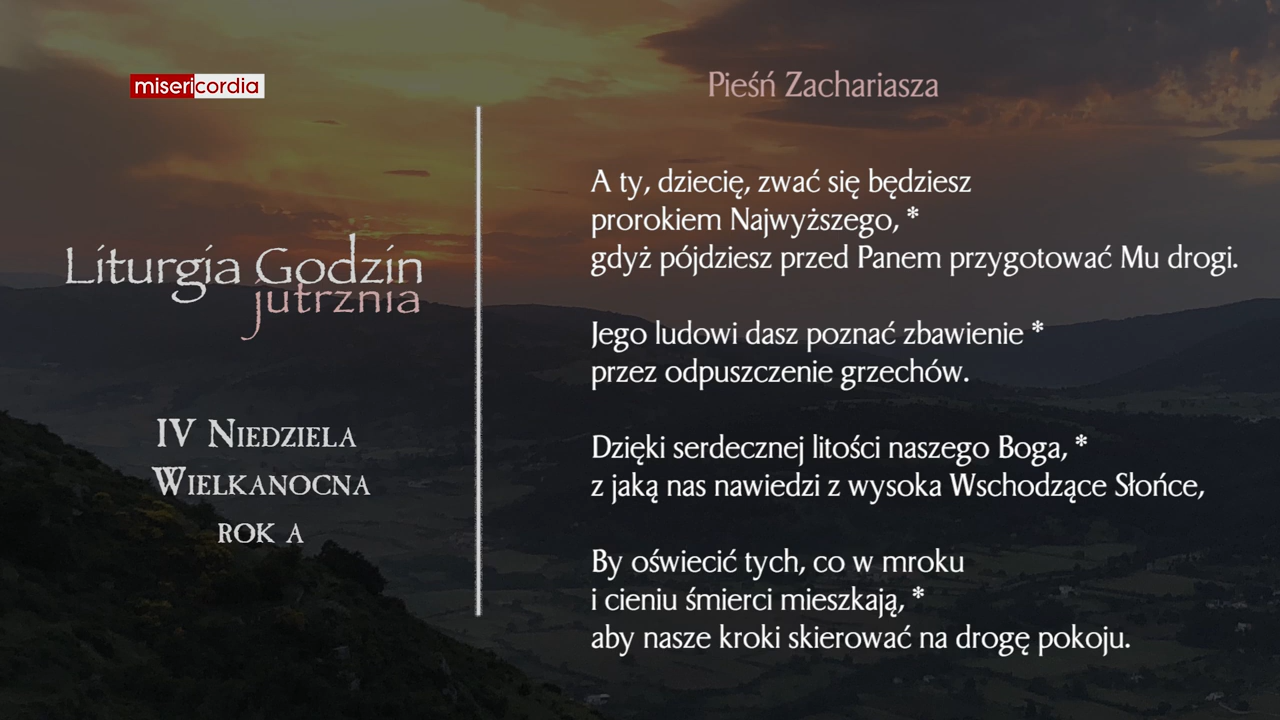 misericordia
Liturgia Godzin
jutrznia
IV Niedziela
Wielkanocna
rok a
Pieśń Zachariasza
A ty, dziecię, zwać się będziesz
prorokiem Najwyższego, *
gdyż pójdziesz przed Panem przygotować Mu drogi.
Jego ludowi dasz poznać zbawienie *
przez odpuszczenie grzechów.
Dzięki serdecznej litości naszego Boga, *
z jaką nas nawiedzi z wysoka Wschodzące Słońce,
By oświecić tych, co w mroku
i cieniu śmierci mieszkają, *
aby nasze kroki skierować na drogę pokoju.